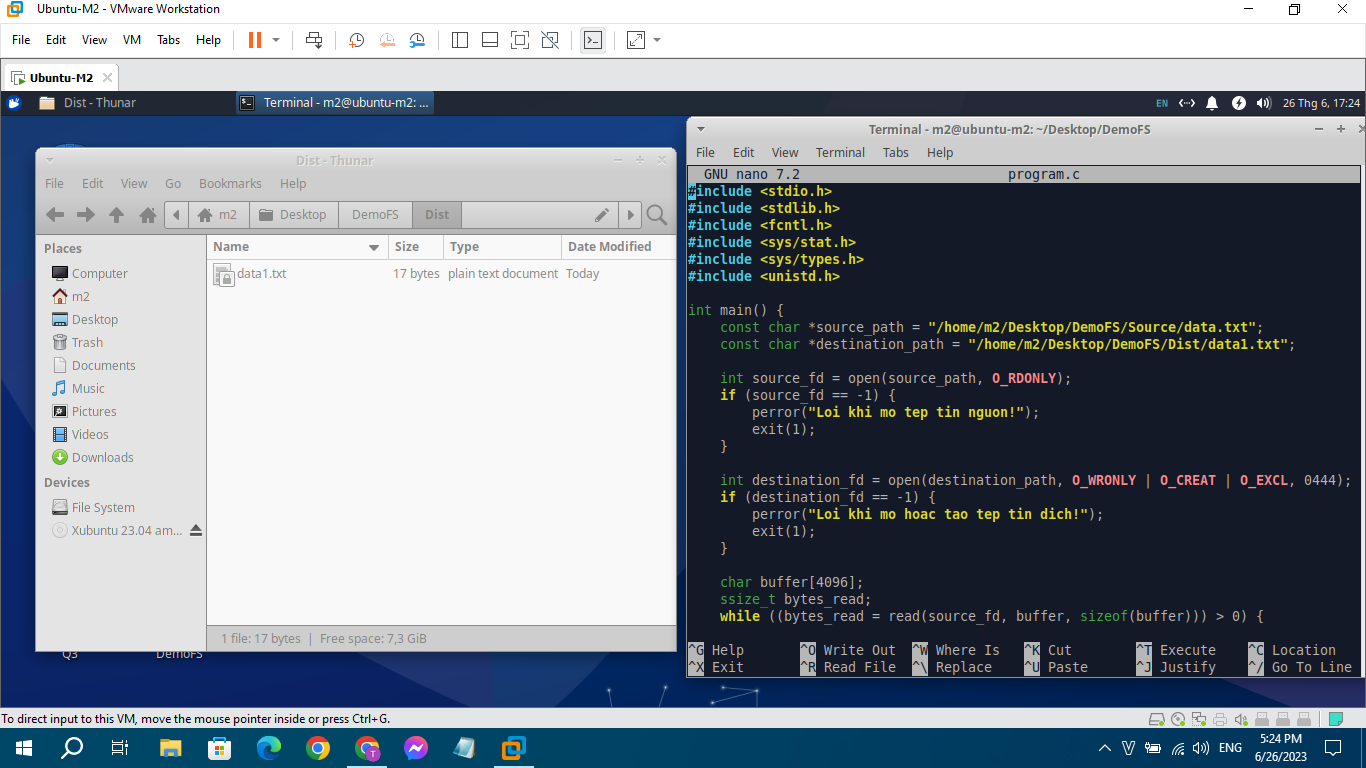 Ubuntu-M2 - VMware Workstation
File Edit View VM Tabs Help
Ubuntu-M2
Dist - Thunar
Terminal - m2@ubuntu-m2: ...
EN
26 Thg 6, 17:24
Dist - Thunar
File Edit View Go Bookmarks Help
m2 Desktop DemoFS Dist
Places
Computer
m2
Desktop
Trash
Documents
Music
Pictures
Videos
Downloads
Devices
File System
Xubuntu 23.04 am...
Name Size Type Date Modified
data1.txt 17 bytes plain text document Today
1 file: 17 bytes | Free space: 7,3 GiB
Q3
DemoFS
Terminal - m2@ubuntu-m2: ~/Desktop/DemoFS
File Edit View Terminal Tabs Help
GNU nano 7.2 program.c
#include <stdio.h>
#include <stdlib.h>
#include <fcntl.h>
#include <sys/stat.h>
#include <sys/types.h>
#include <unistd.h>
int main() {
const char *source_path = "/home/m2/Desktop/DemoFS/Source/data.txt";
const char *destination_path = "/home/m2/Desktop/DemoFS/Dist/data1.txt";
int source_fd = open(source_path, O_RDONLY);
if (source_fd == -1) {
perror("Loi khi mo tep tin nguon!");
exit(1);
}
int destination_fd = open(destination_path, O_WRONLY | O_CREAT | O_EXCL, 0444);
if (destination_fd == -1) {
perror("Loi khi mo hoac tao tep tin dich!");
exit(1);
}
char buffer[4096];
ssize_t bytes_read;
while ((bytes_read = read(source_fd, buffer, sizeof(buffer))) > 0) {
^G Help ^O Write Out ^W Where Is ^K Cut ^T Execute ^C Location
^X Exit ^R Read File ^\ Replace ^U Paste ^J Justify ^/ Go To Line
To direct input to this VM, move the mouse pointer inside or press Ctrl+G.
T
ENG
5:24 PM
6/26/2023